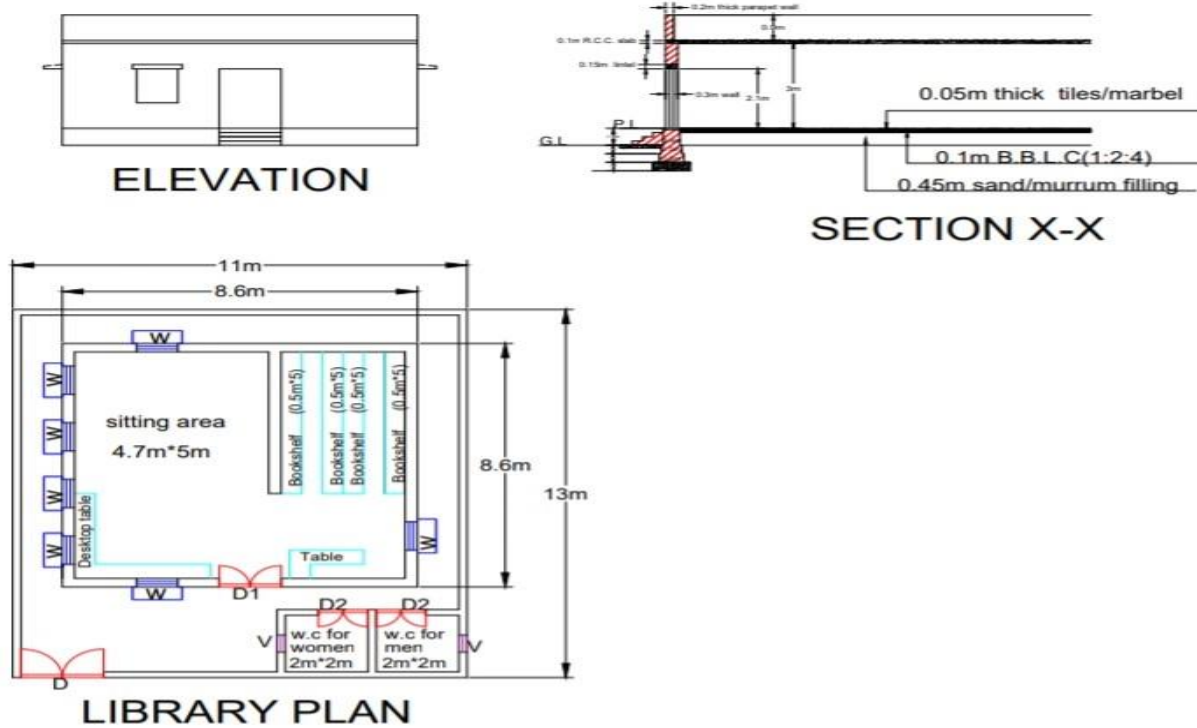 ELEVATION
0.2m thick parapet wall
0.1m R.C.C. slab
0.15m lintel
0.3m wall
2.1m
3m
P.L
G.L
0.05m thick tiles/marbel
0.1m B.B.L.C(1:2:4)
0.45m sand/murrum filling
SECTION X-X
11m
8.6m
W
W
W
W
W
sitting area
4.7m*5m
Bookshelf (0.5m*5)
Bookshelf (0.5m*5)
Bookshelf (0.5m*5)
Bookshelf (0.5m*5)
8.6m
13m
Desktop table
Table
W
W
D1
D2
D2
V
w.c for
women
2m*2m
w.c for
men
2m*2m
V
D
LIBRARY PLAN